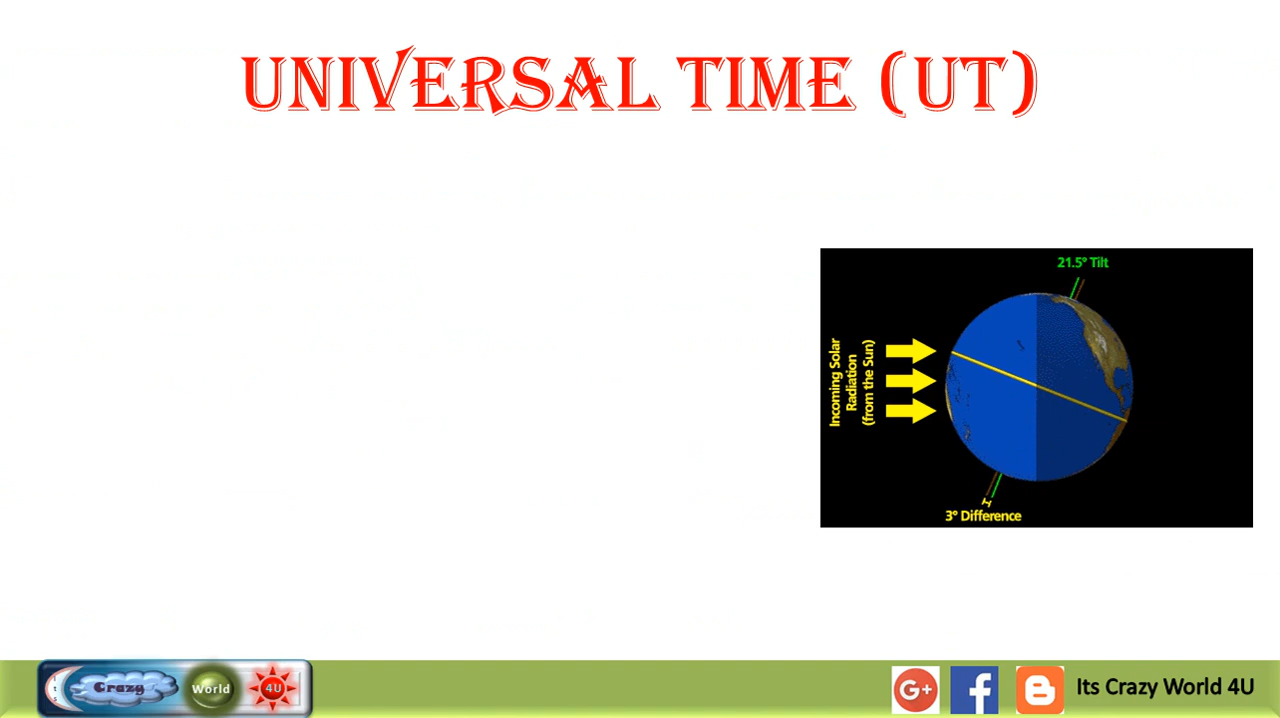 UNIVERSAL TIME (UT)
21.5° Tilt
Incoming Solar
Radiation
(from the Sun)
3° Difference
Its
Crazy
World
4U
G+
f
Its Crazy World 4U